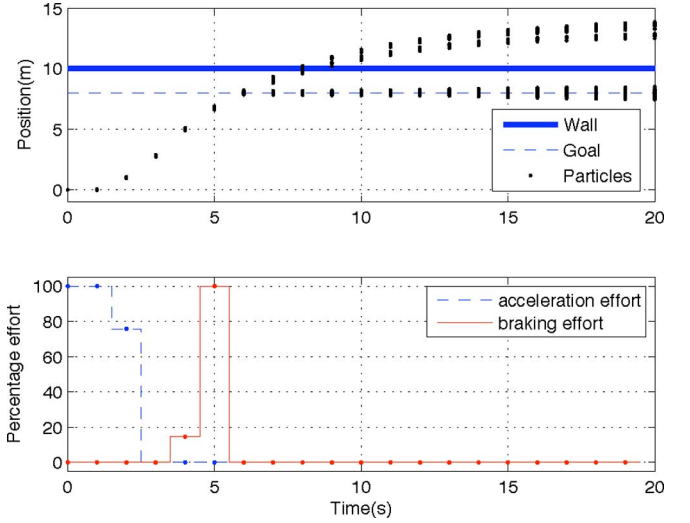 15
10
5
0
Position(m)
0
5
10
15
20
Wall
Goal
Particles
100
80
60
40
20
0
Percentage effort
acceleration effort
braking effort
0
5
10
15
20
Time(s)